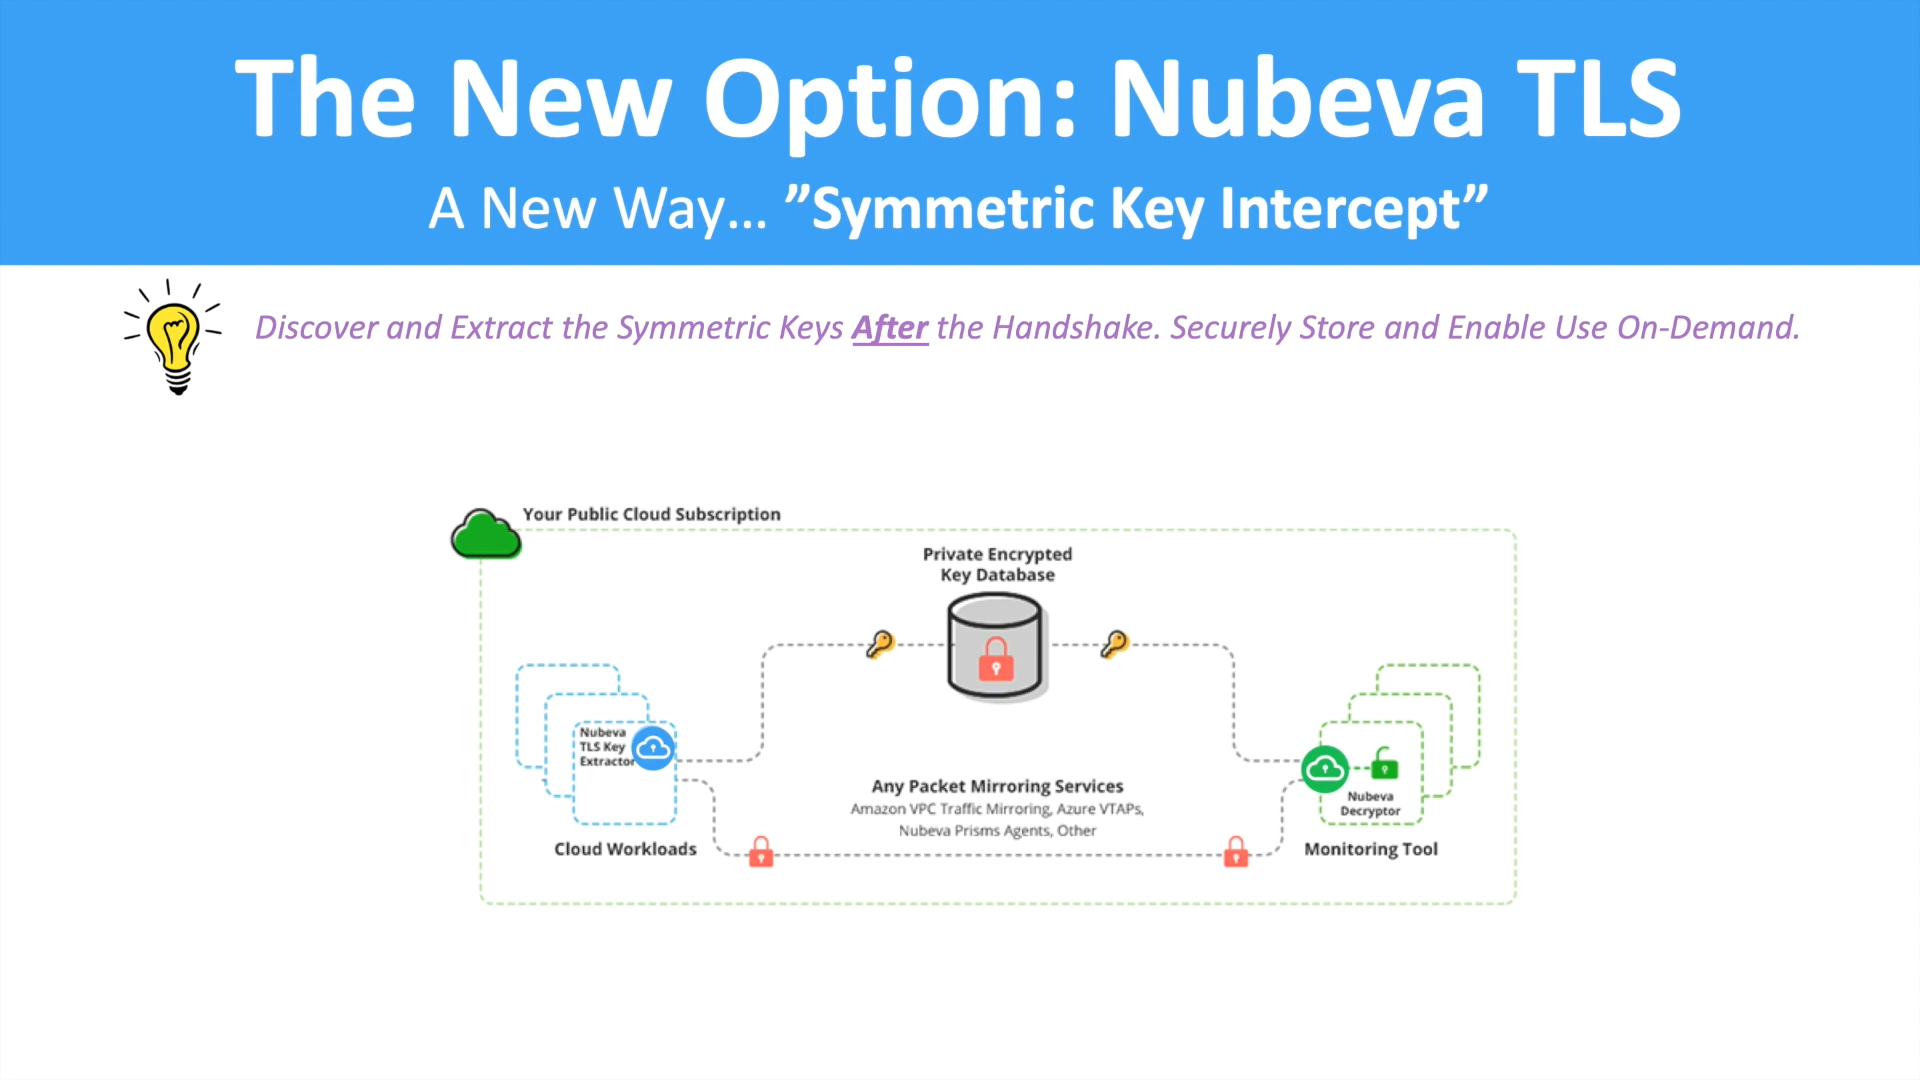 The New Option: Nubeva TLS
A New Way... ”Symmetric Key Intercept”
Discover and Extract the Symmetric Keys After the Handshake. Securely Store and Enable Use On-Demand.
Your Public Cloud Subscription
Private Encrypted
Key Database
Nubeva
TLS Key
Extractor
Cloud Workloads
Any Packet Mirroring Services
Amazon VPC Traffic Mirroring, Azure VTAPs,
Nubeva Prisms Agents, Other
Nubeva
Decryptor
Monitoring Tool